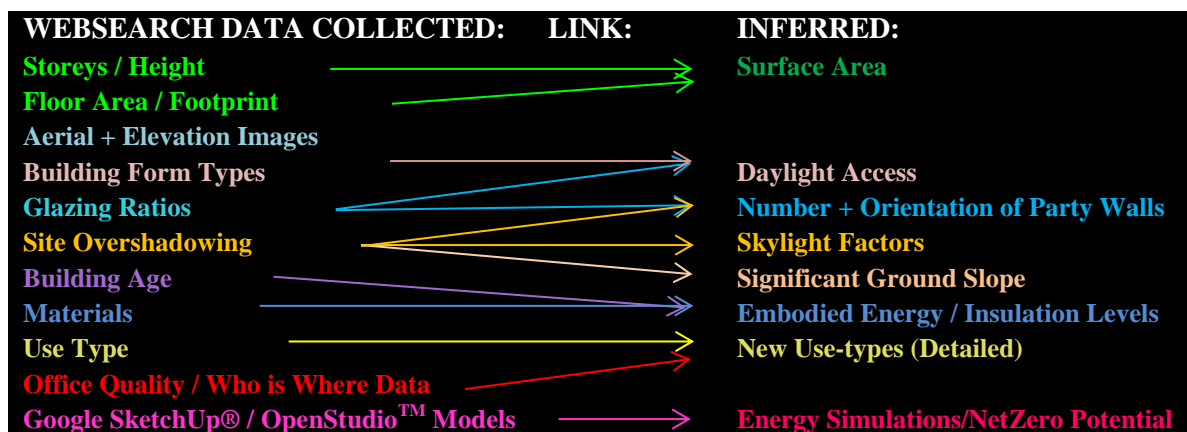 WEBSEARCH DATA COLLECTED: LINK: INFERRED:
Storeys / Height Surface Area
Floor Area / Footprint
Aerial + Elevation Images
Building Form Types Daylight Access
Glazing Ratios Number + Orientation of Party Walls
Site Overshadowing Skylight Factors
Building Age Significant Ground Slope
Materials Embodied Energy / Insulation Levels
Use Type New Use-types (Detailed)
Office Quality / Who is Where Data
Google SketchUp® / OpenStudio™ Models Energy Simulations/NetZero Potential